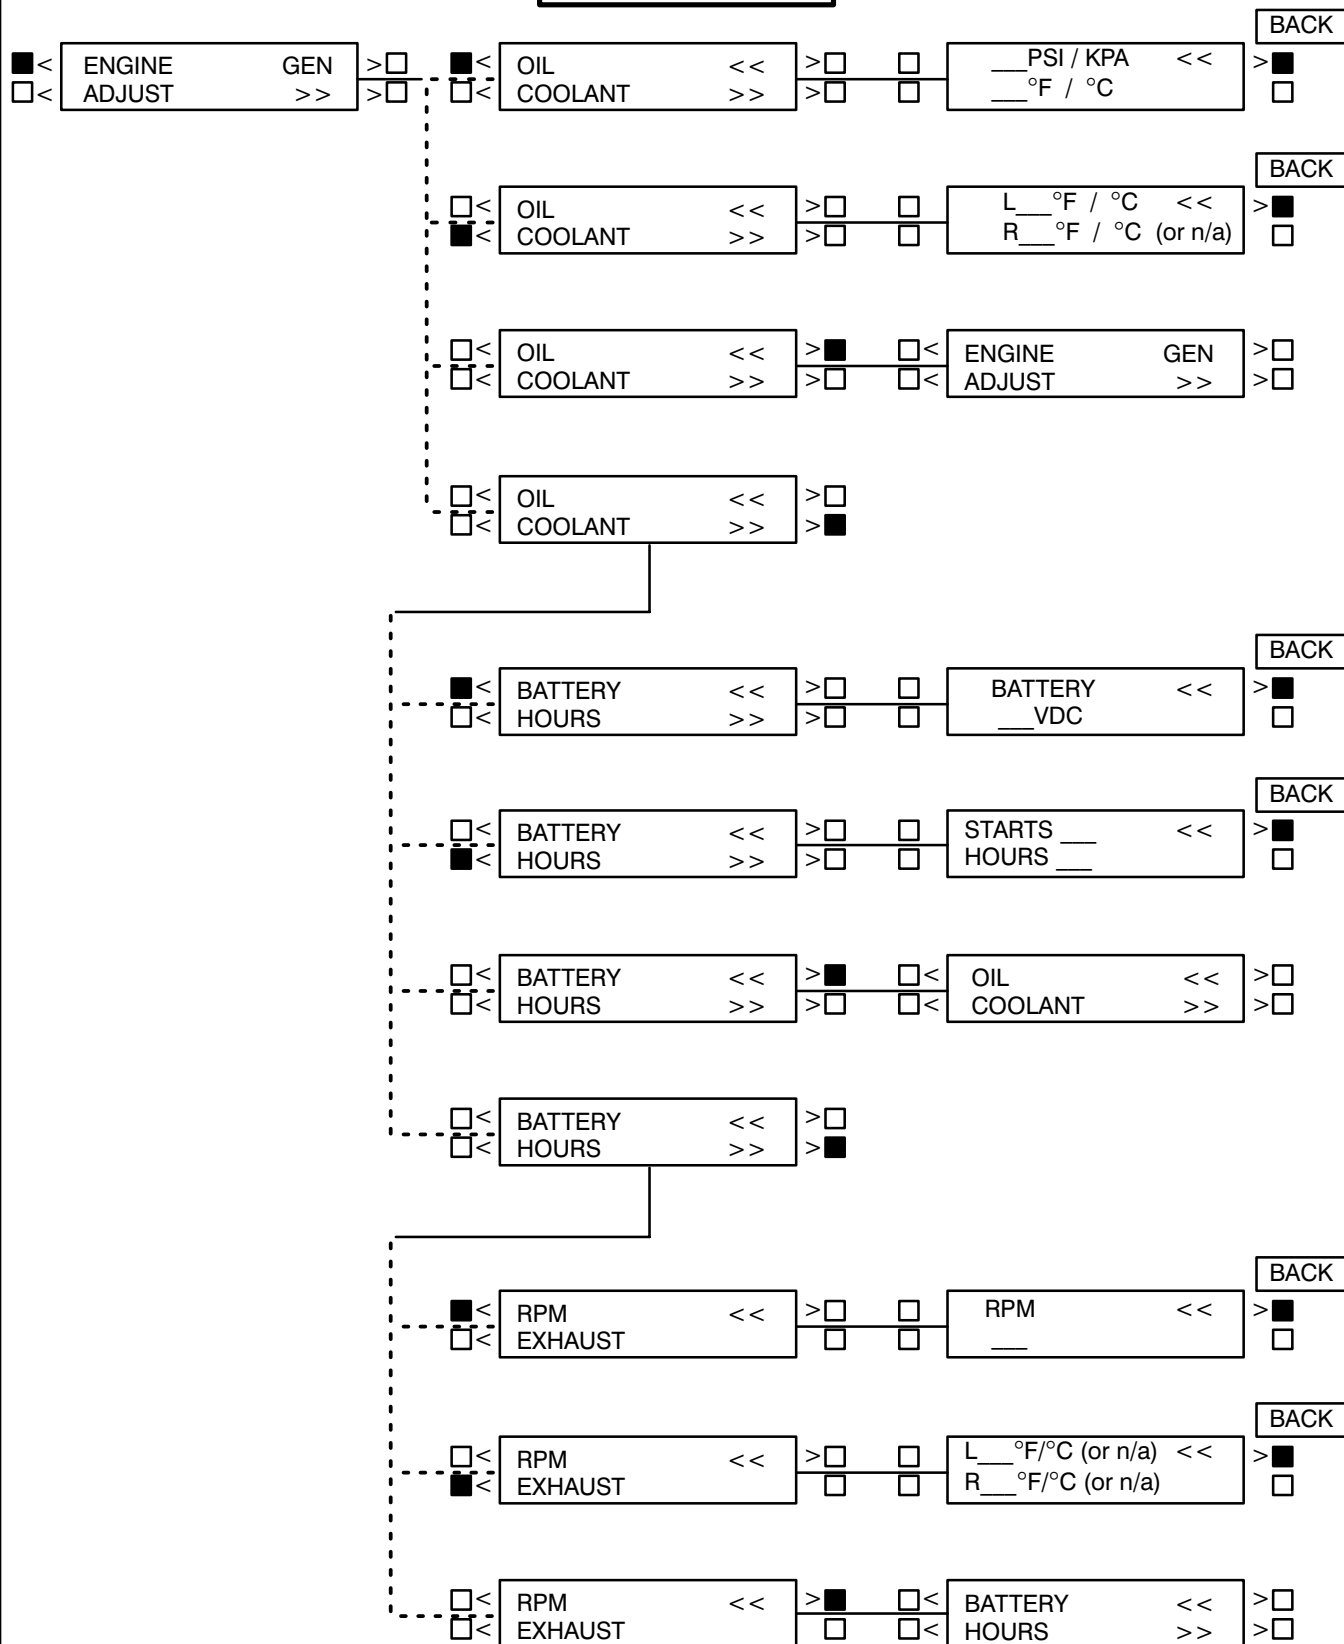 BACK
< ENGINE GEN >
< ADJUST >> >
< OIL << >
< COOLANT >> >
___PSI / KPA << >
___°F / °C
BACK
< OIL << >
< COOLANT >> >
L___°F / °C << >
R___°F / °C (or n/a)
< OIL << >
< COOLANT >> >
< ENGINE GEN >
< ADJUST >> >
< OIL << >
< COOLANT >> >
BACK
< BATTERY << >
< HOURS >> >
BATTERY << >
___VDC
BACK
< BATTERY << >
< HOURS >> >
STARTS ___ << >
HOURS ___
< BATTERY << >
< HOURS >> >
< OIL << >
< COOLANT >> >
< BATTERY << >
< HOURS >> >
BACK
< RPM << >
< EXHAUST
RPM << >
___
BACK
< RPM << >
< EXHAUST
L___°F/°C (or n/a) << >
R___°F/°C (or n/a)
< RPM << >
< EXHAUST
< BATTERY << >
< HOURS >> >